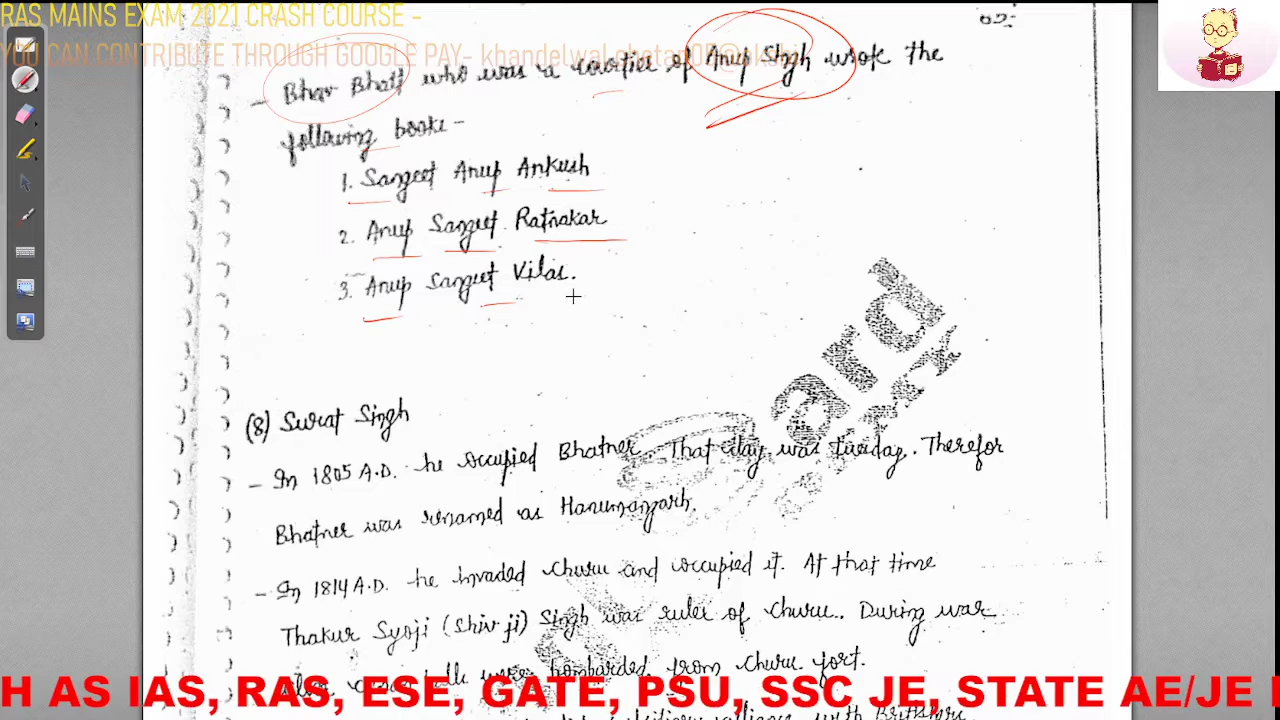 RAS MAINS EXAM 2021 CRASH COURSE -
YOU CAN CONTRIBUTE THROUGH GOOGLE PAY- khandelwal
- Bhav Bhatt who was a courtier of Anup Singh wrote the
following books -
1. Sangeet Anup Ankush
2. Anup Sangeet Ratnakar
3. Anup Sangeet Vilas.
(8) Surat Singh
- In 1805 A.D. he occupied Bhatner. That day was tuesday. Therefor
Bhatner was renamed as Hanumangarh.
- In 1814 A.D. he invaded churu and occupied it. At that time
Thakur Syoji (Shiv ji) Singh was ruler of churu. During war
were bombarded from churu fort.
alliance with
H AS IAS, RAS, ESE, GATE, PSU, SSC JE, STATE AE/JE